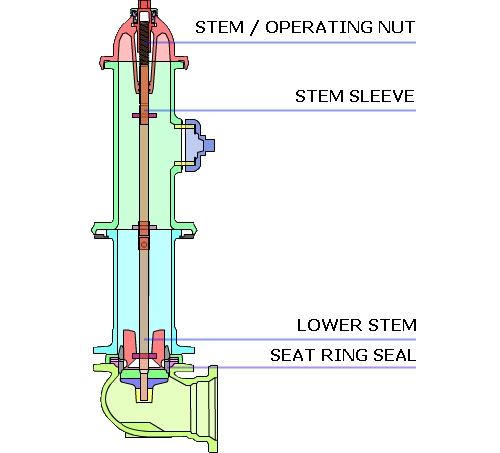 STEM / OPERATING NUT
STEM SLEEVE
LOWER STEM
SEAT RING SEAL